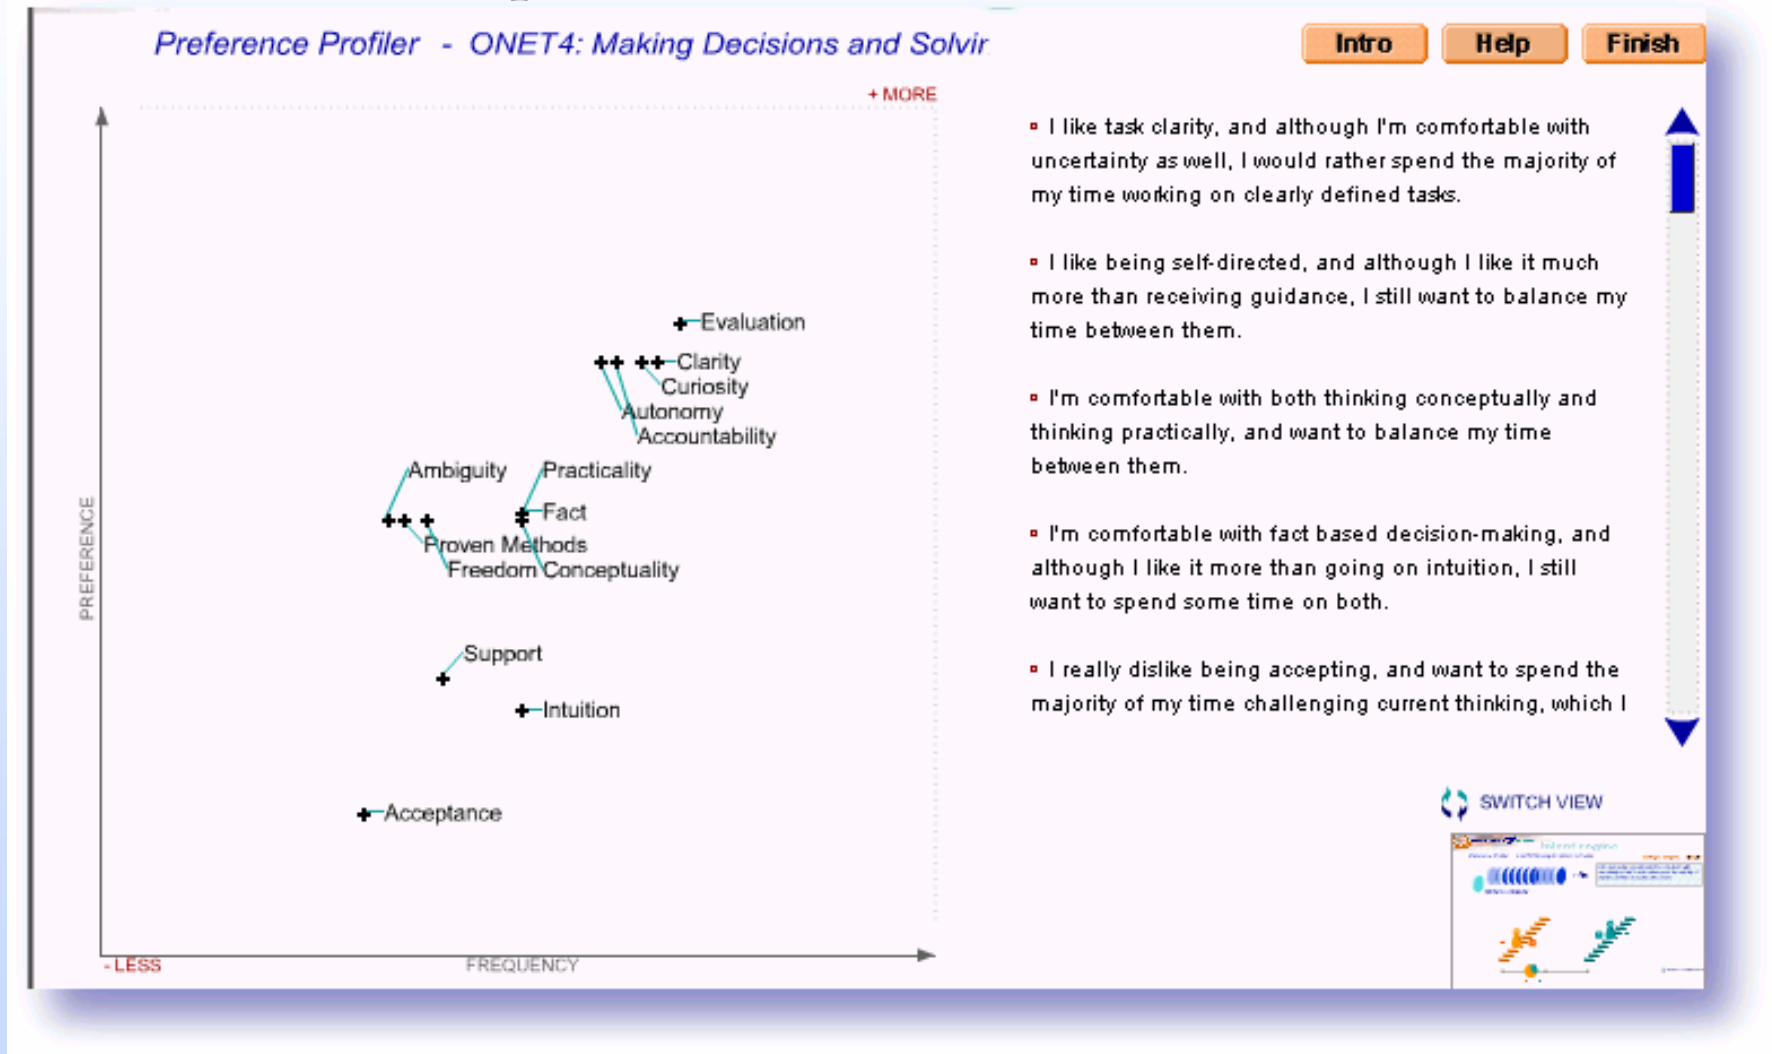 Preference Profiler - ONET4: Making Decisions and Solvir
Intro
Help
Finish
+ MORE
PREFERENCE
Evaluation
Clarity
Curiosity
Autonomy
Accountability
Ambiguity
Practicality
Fact
Proven Methods
Freedom
Conceptuality
Support
Intuition
Acceptance
- LESS
FREQUENCY
I like task clarity, and although I'm comfortable with
uncertainty as well, I would rather spend the majority of
my time working on clearly defined tasks.
I like being self-directed, and although I like it much
more than receiving guidance, I still want to balance my
time between them.
I'm comfortable with both thinking conceptually and
thinking practically, and want to balance my time
between them.
I'm comfortable with fact based decision-making, and
although I like it more than going on intuition, I still
want to spend some time on both.
I really dislike being accepting, and want to spend the
majority of my time challenging current thinking, which I
SWITCH VIEW